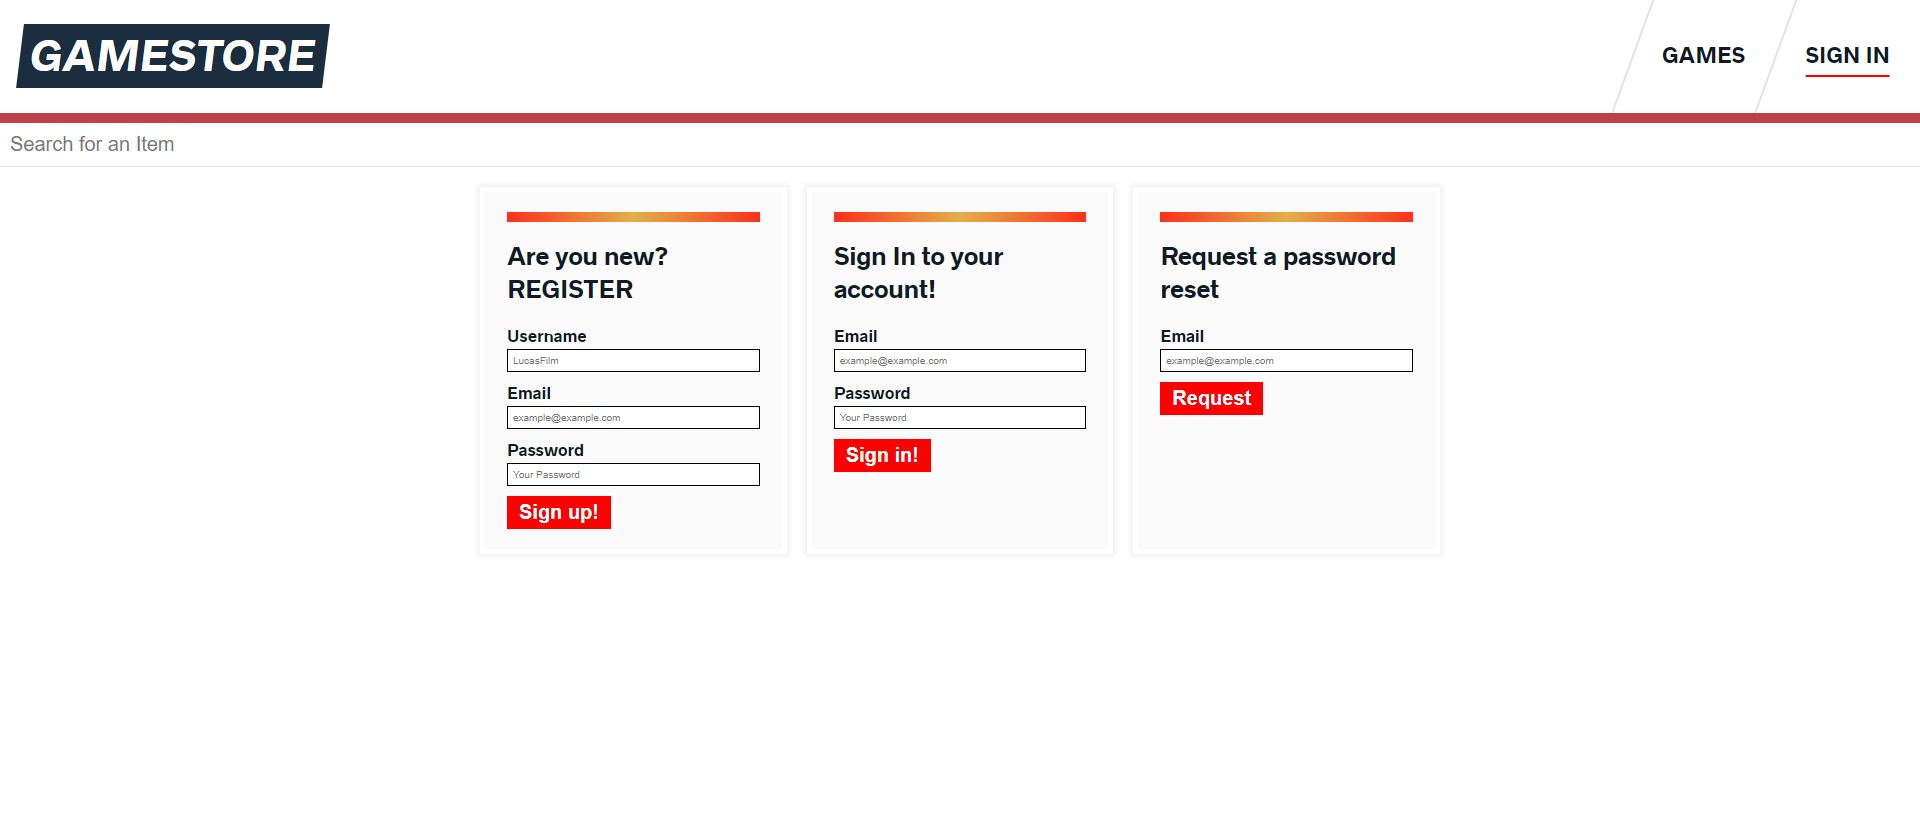 GAMESTORE
GAMES
SIGN IN
Search for an Item
Are you new?
REGISTER
Username
LucasFilm
Email
example@example.com
Password
Your Password
Sign up!
Sign In to your
account!
Email
example@example.com
Password
Your Password
Sign in!
Request a password
reset
Email
example@example.com
Request